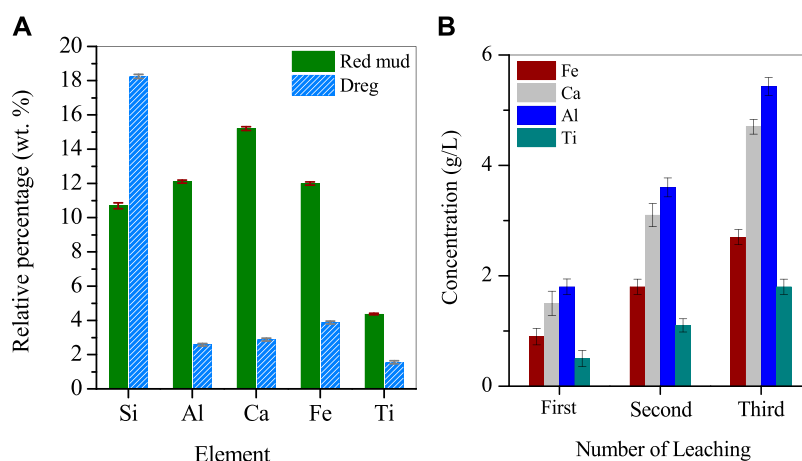 A
Relative percentage (wt. %)
20
18
16
14
12
10
8
6
4
2
0
Red mud
Dreg
Si Al Ca Fe Ti
Element
B
Concentration (g/L)
6
4
2
0
Fe
Ca
Al
Ti
First Second Third
Number of Leaching